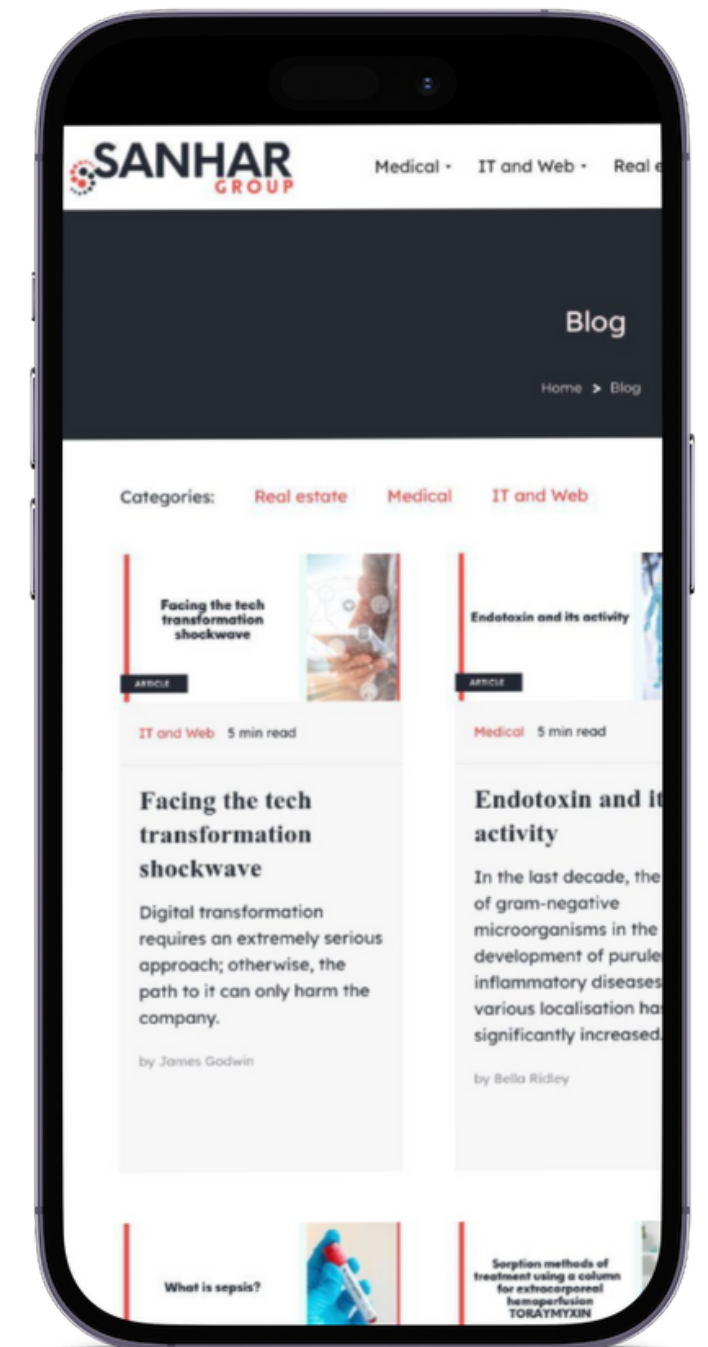 SANHAR
GROUP
Medical
IT and Web
Real e
Blog
Home > Blog
Categories:
Real estate
Medical
IT and Web
Facing the tech
transformation
shockwave
ARTICLE
IT and Web 5 min read
Facing the tech
transformation
shockwave
Digital transformation
requires an extremely serious
approach; otherwise, the
path to it can only harm the
company.
by James Godwin
Endotoxin and its activity
ARTICLE
Medical 5 min read
Endotoxin and it
activity
In the last decade, the
of gram-negative
microorganisms in the
development of purule
inflammatory diseases
various localisation has
significantly increased.
by Bella Ridley
What is sepsis?
Sorption methods of
treatment using a column
for extracorporeal
hemoperfusion
TORAYMYXIN